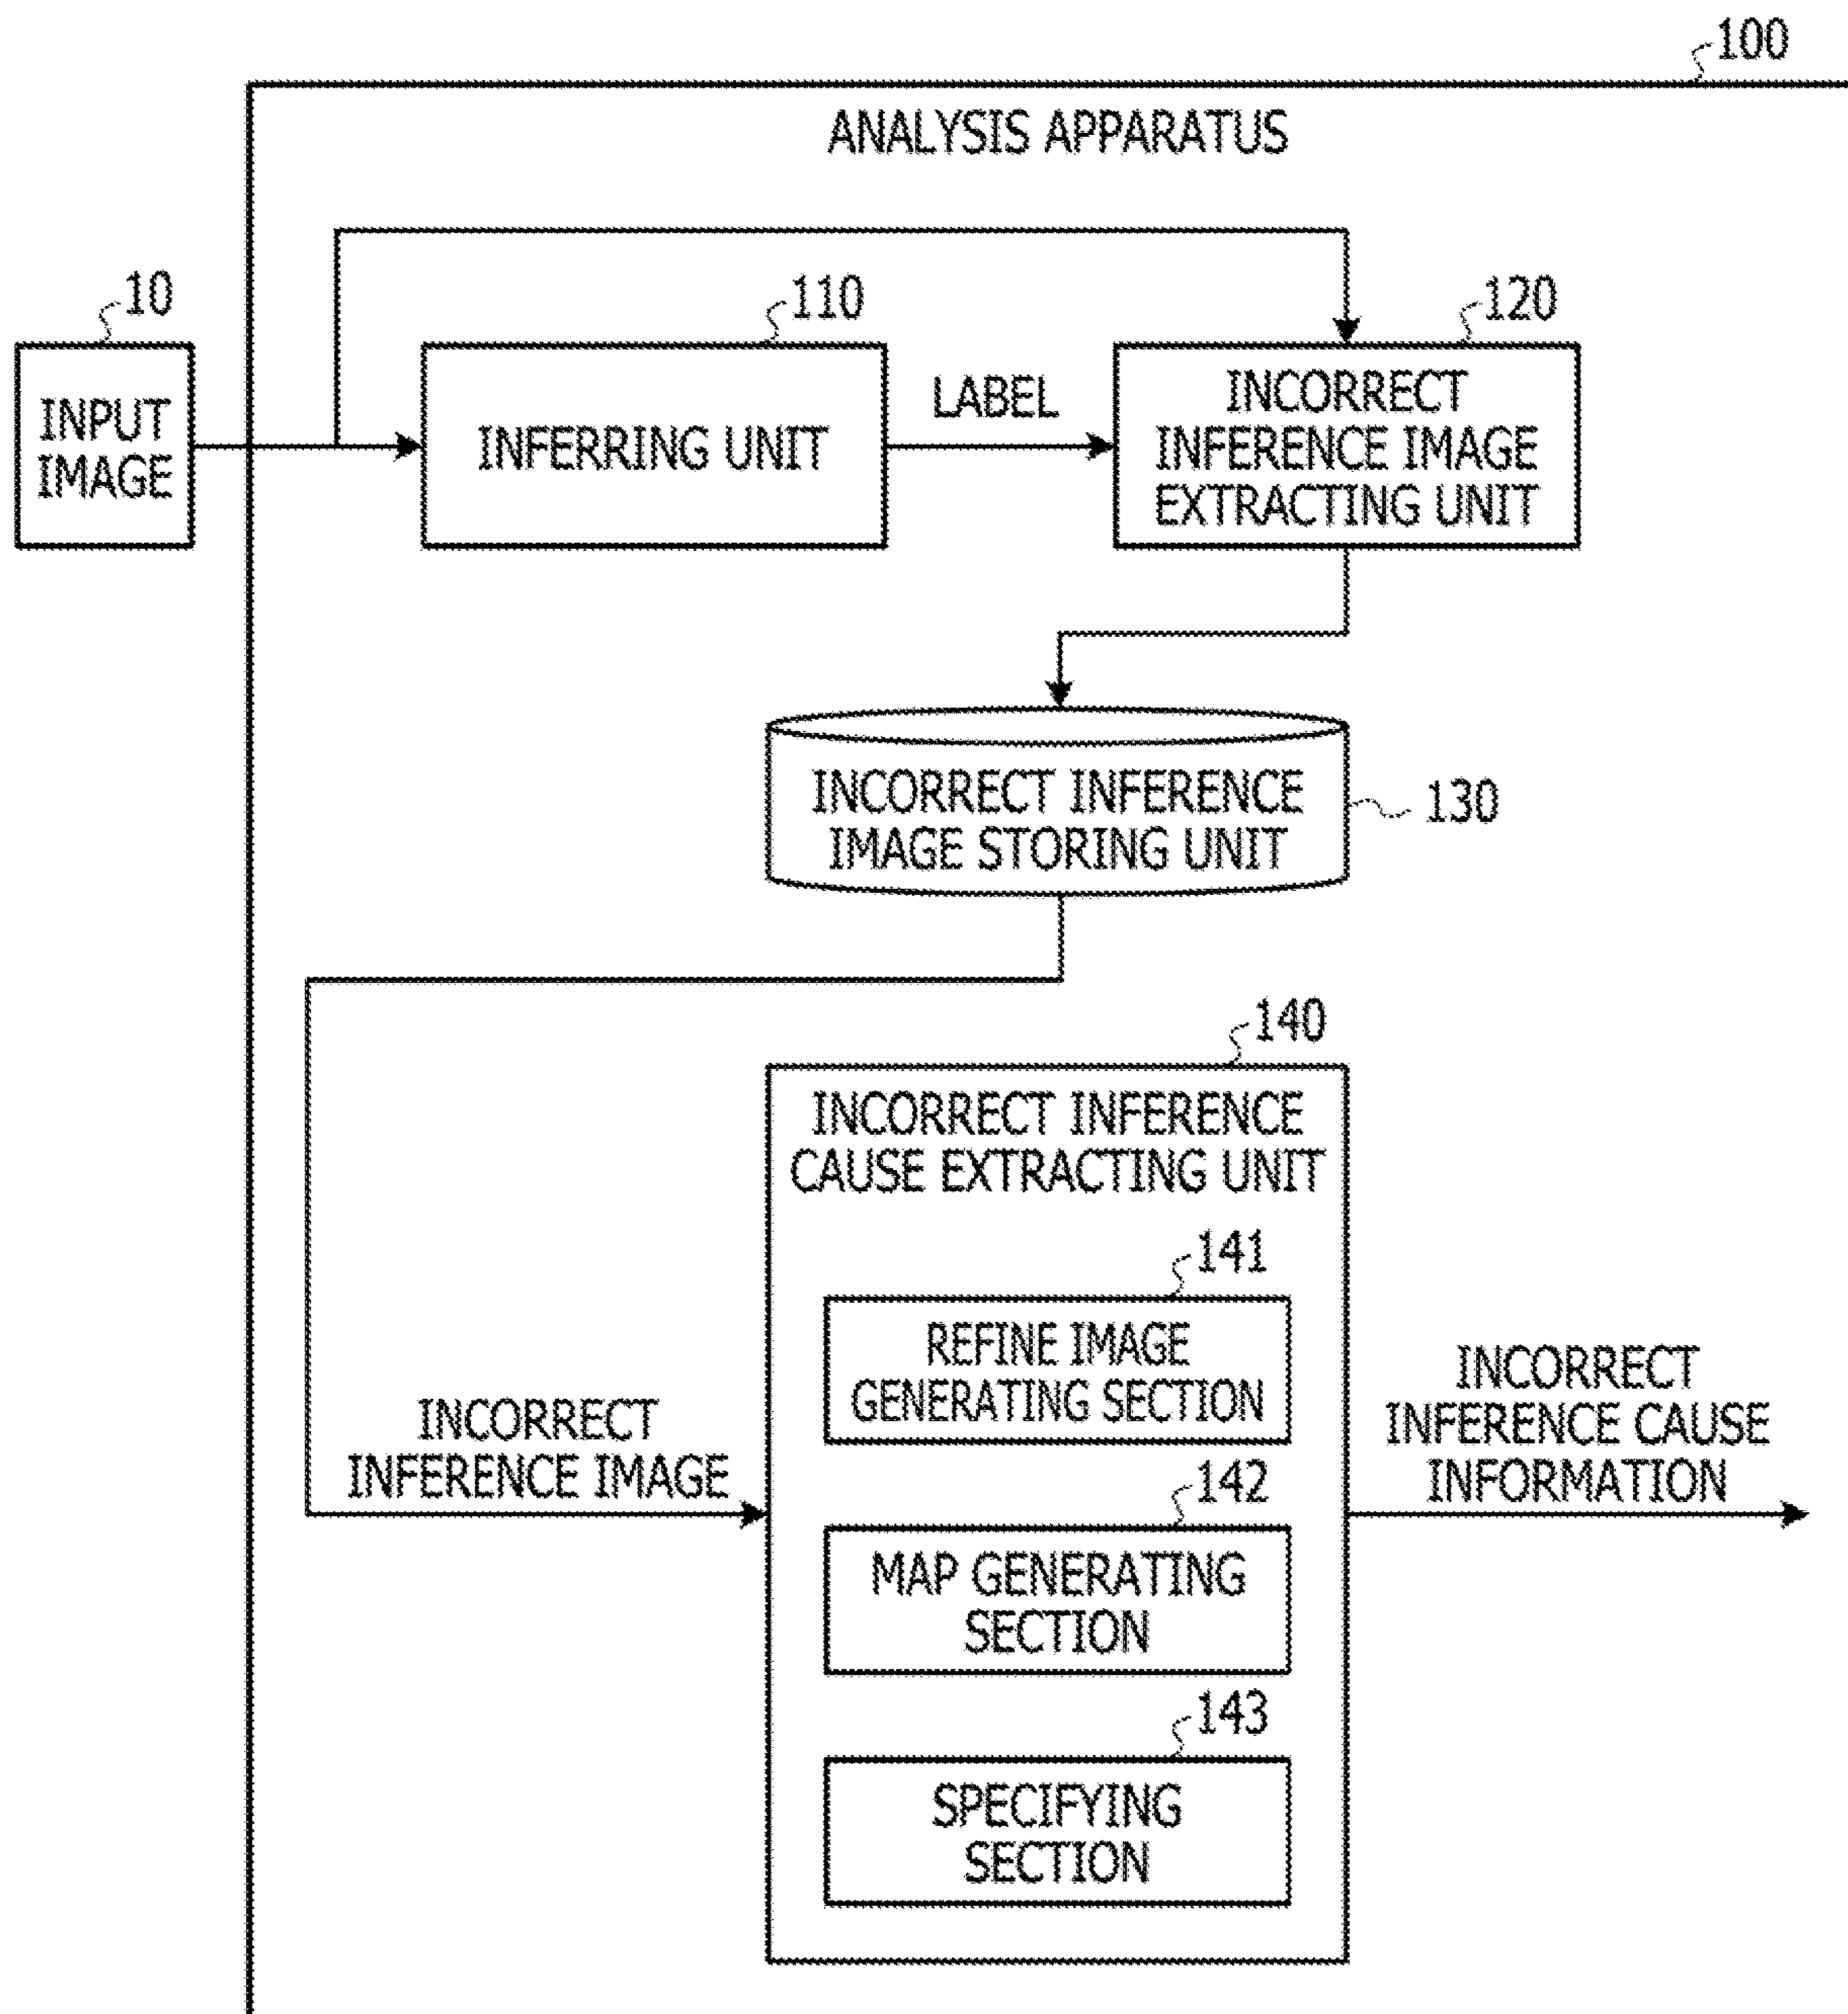 100
ANALYSIS APPARATUS
10
110
120
INPUT
IMAGE
INFERRING UNIT
LABEL
INCORRECT
INFERENCE IMAGE
EXTRACTING UNIT
INCORRECT INFERENCE
IMAGE STORING UNIT
130
140
INCORRECT INFERENCE
CAUSE EXTRACTING UNIT
141
REFINE IMAGE
GENERATING SECTION
INCORRECT
INFERENCE IMAGE
INCORRECT
INFERENCE CAUSE
INFORMATION
142
MAP GENERATING
SECTION
143
SPECIFYING
SECTION